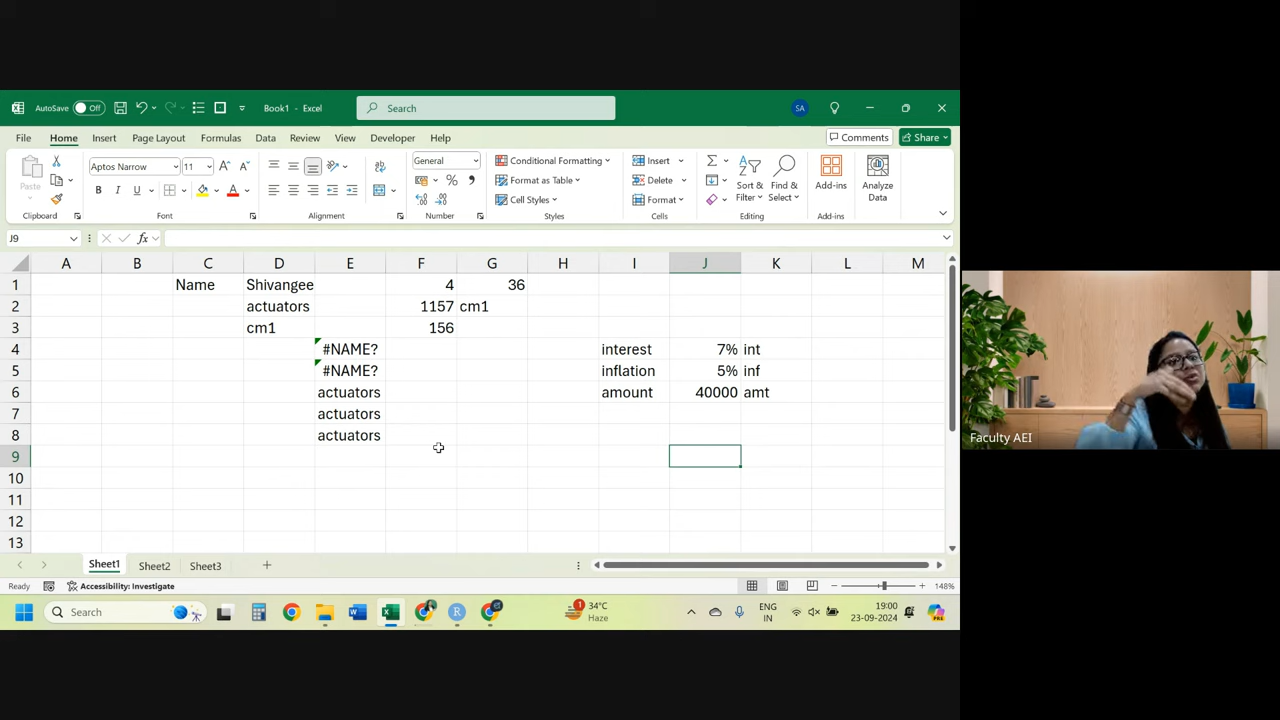 AutoSave Off Book1 - Excel Search SA
File Home Insert Page Layout Formulas Data Review View Developer Help Comments Share
Paste Aptos Narrow 11 General Conditional Formatting Insert Sort & Filter Find & Select Add-ins Analyze Data
B I U Format as Table Delete
Cell Styles Format
Clipboard Font Alignment Number Styles Cells Editing Add-ins
J9 fx
A B C D E F G H I J K L M
1 Name Shivangee 4 36
2 actuators 1157 cm1
3 cm1 156
4 #NAME? interest 7% int
5 #NAME? inflation 5% inf
6 actuators amount 40000 amt
7 actuators
8 actuators
9
10
11
12
13
Sheet1 Sheet2 Sheet3
Ready Accessibility: Investigate 148%
Search 1 34°C Haze ENG IN 19:00 23-09-2024
Faculty AEI